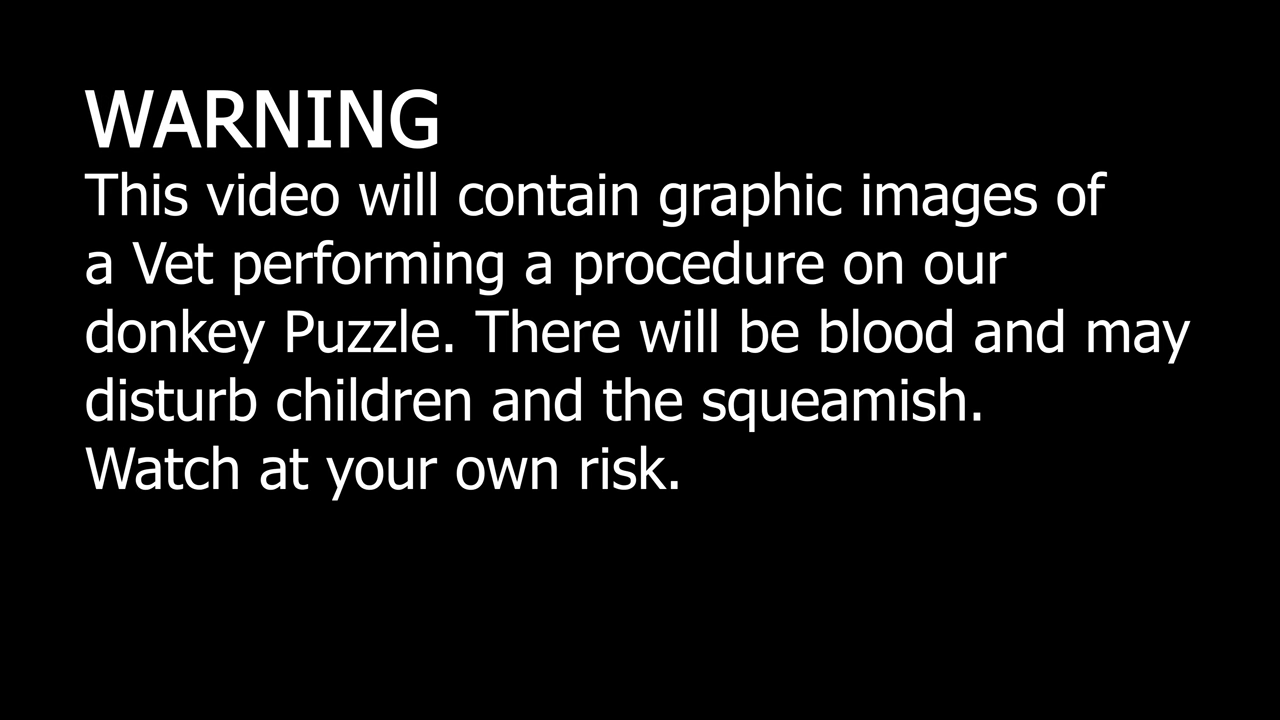 WARNING
This video will contain graphic images of
a Vet performing a procedure on our
donkey Puzzle. There will be blood and may
disturb children and the squeamish.
Watch at your own risk.